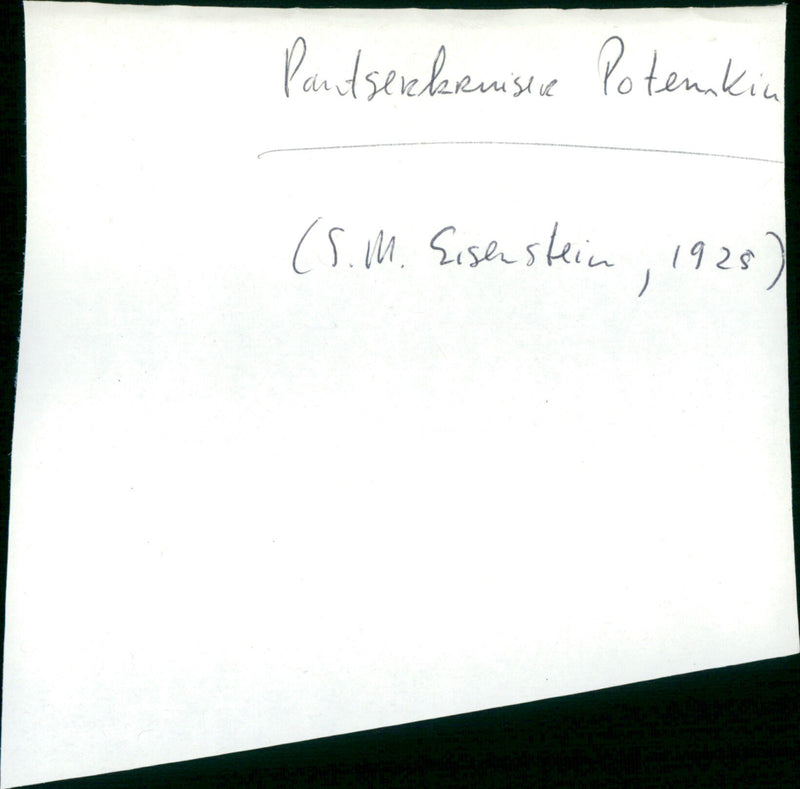 Pantserkruiser Potemkin
(S.M. Eisenstein, 1925)